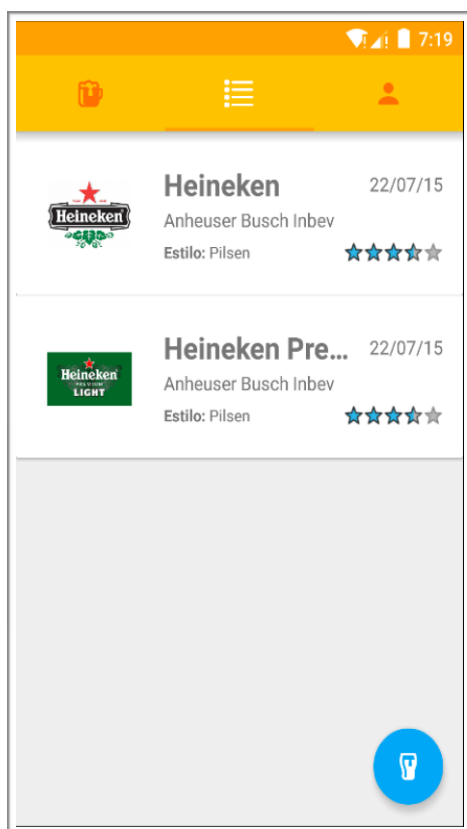 7:19
Heineken
Heineken 22/07/15
Anheuser Busch Inbev
Estilo: Pilsen
Heineken
LIGHT
Heineken Pre... 22/07/15
Anheuser Busch Inbev
Estilo: Pilsen